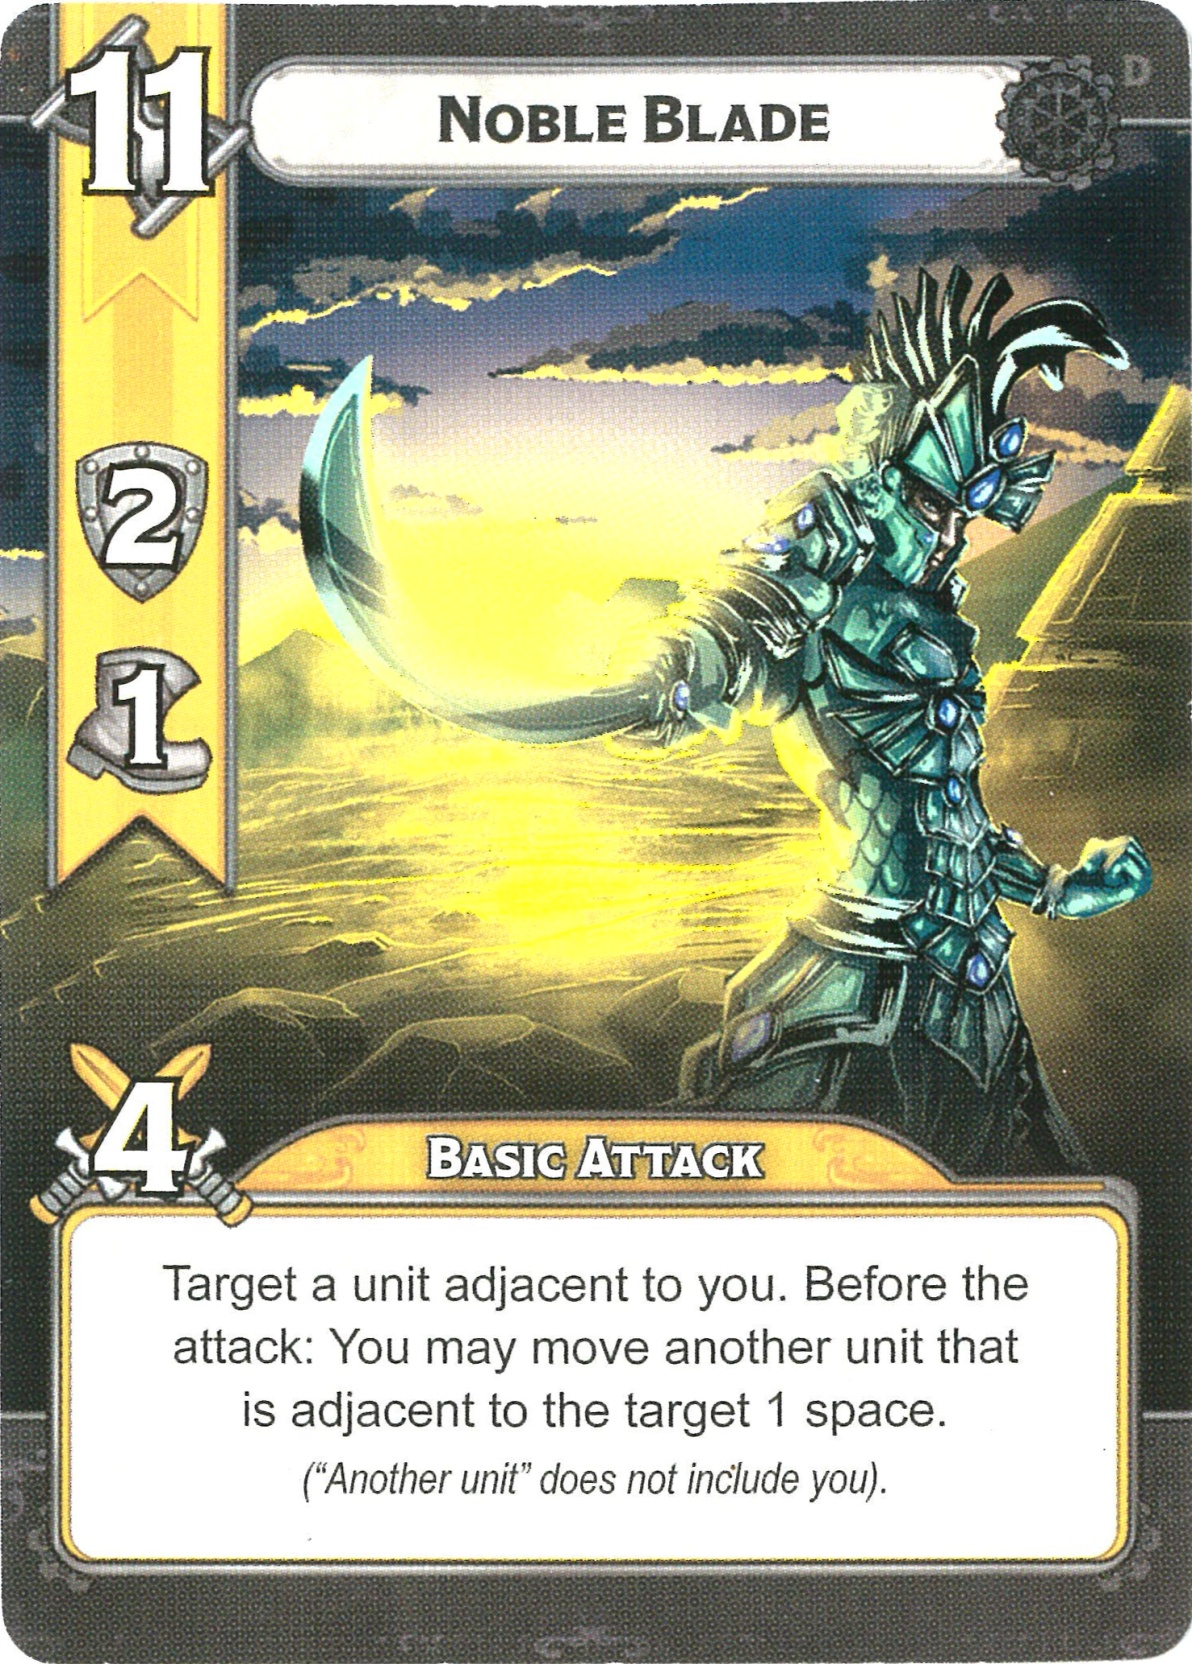 11
NOBLE BLADE
D
2
1
4
BASIC ATTACK
Target a unit adjacent to you. Before the
attack: You may move another unit that
is adjacent to the target 1 space.
(“Another unit” does not include you).